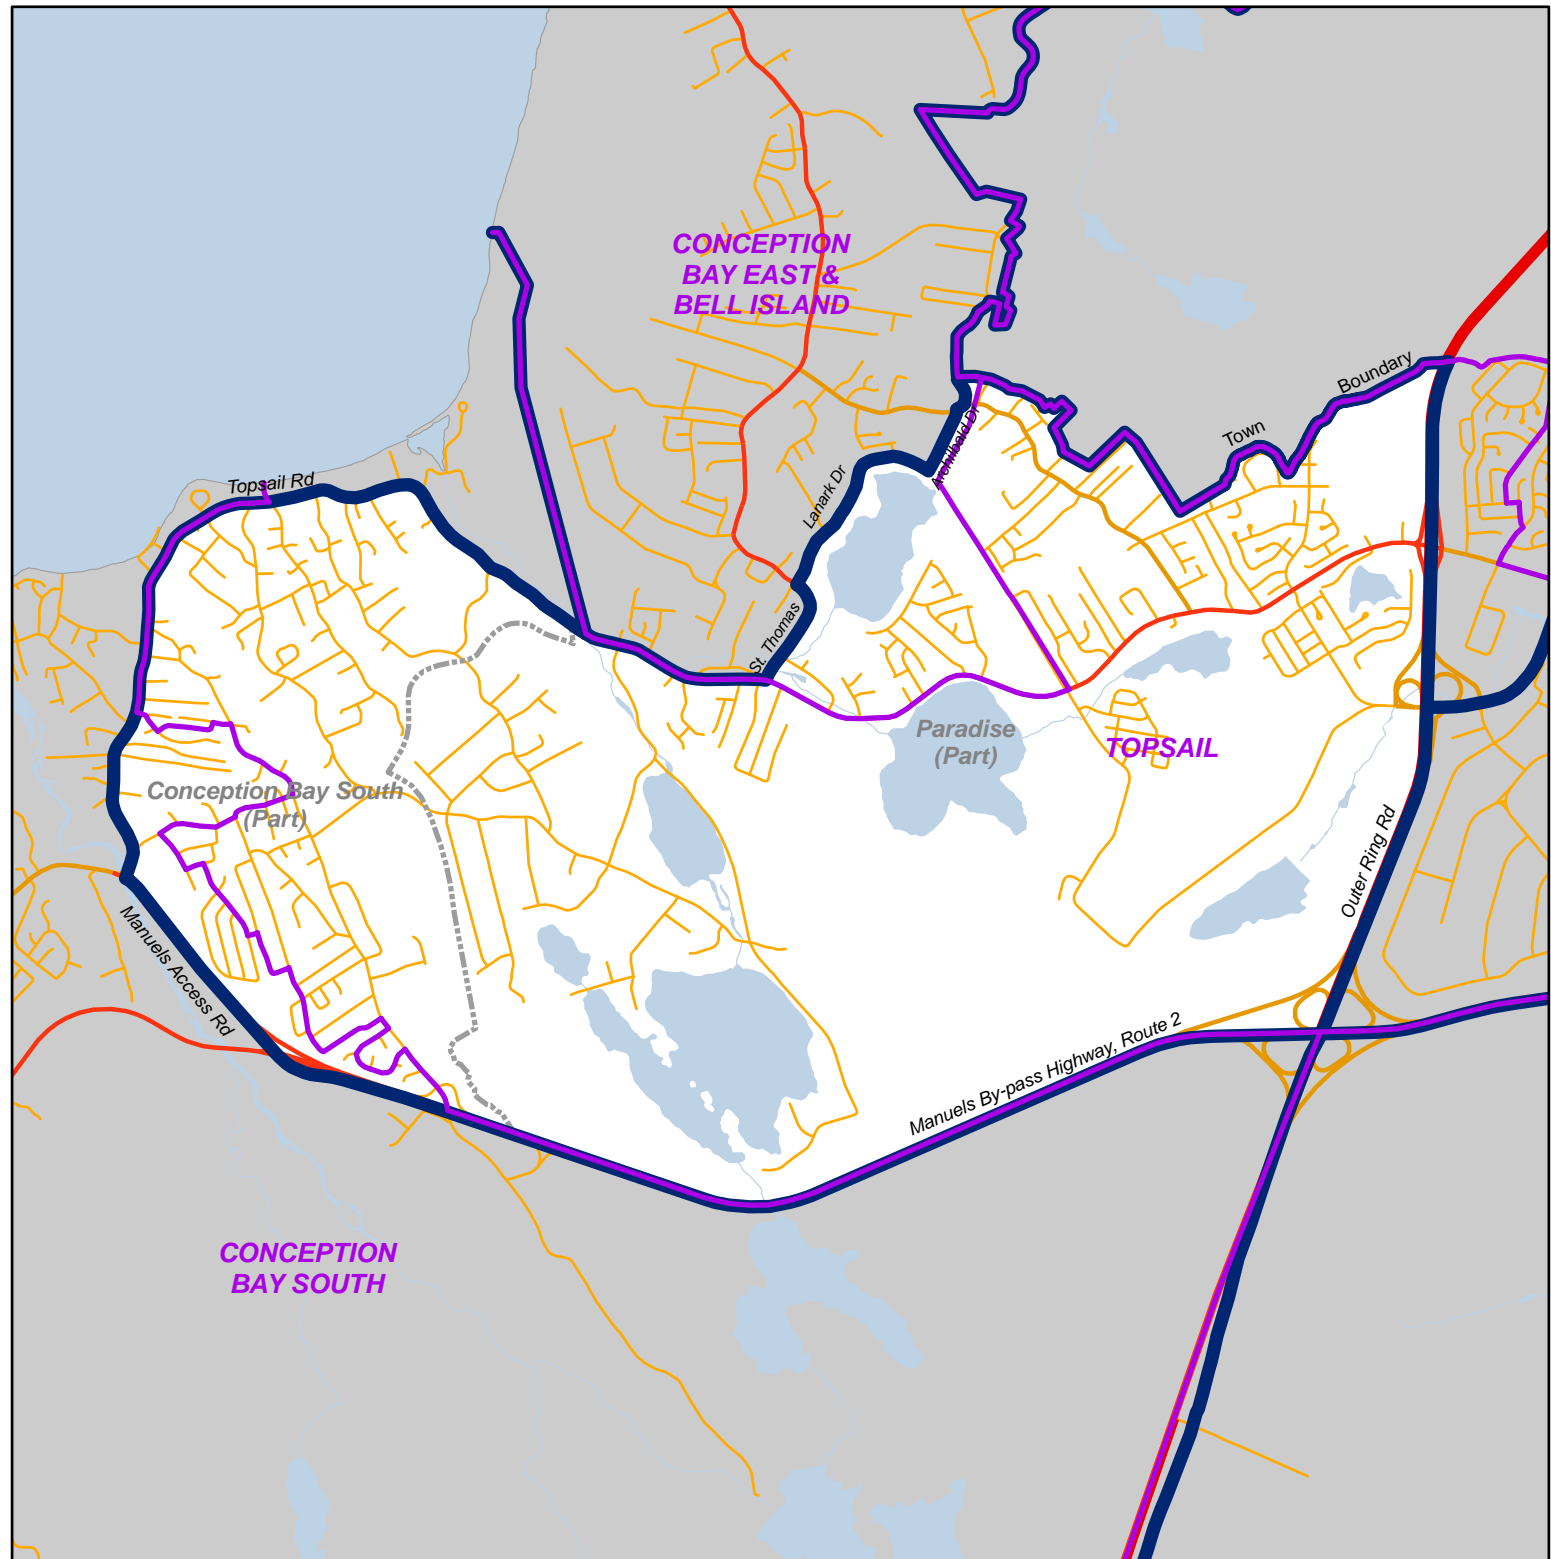 CONCEPTION
BAY EAST &
BELL ISLAND
Boundary
Town
Archibald Dr
Topsail Rd
Lanark Dr
St. Thomas
Paradise
(Part)
TOPSAIL
Conception Bay South
(Part)
Outer Ring Rd
Manuels Access Rd
Manuels By-pass Highway, Route 2
CONCEPTION
BAY SOUTH